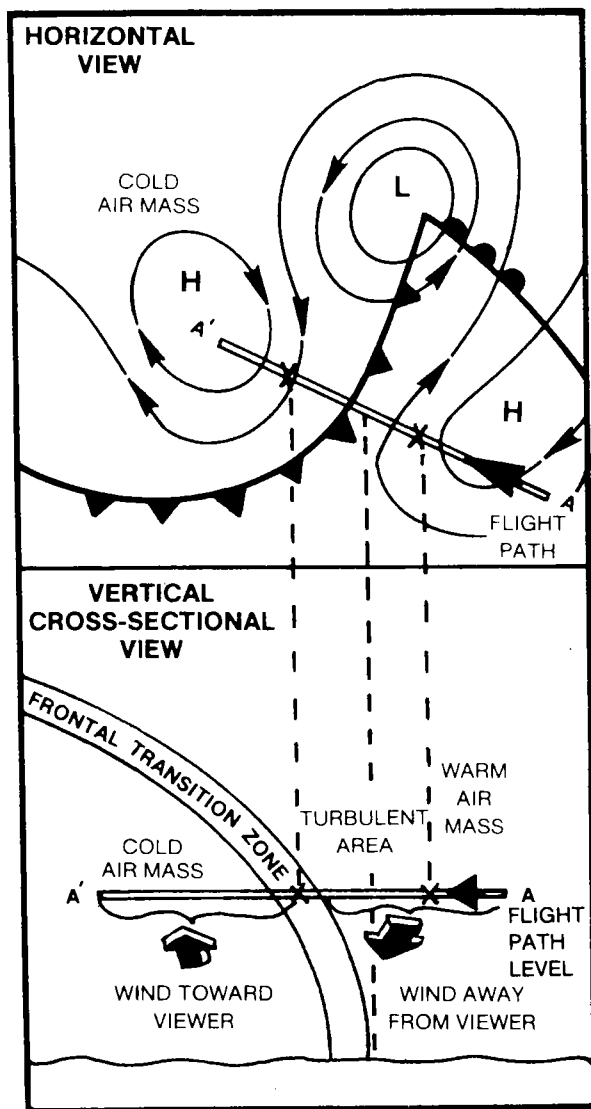 HORIZONTAL
VIEW
COLD
AIR MASS
L
H
A'
H
A
FLIGHT
PATH
VERTICAL
CROSS-SECTIONAL
VIEW
FRONTAL TRANSITION ZONE
WARM
AIR
MASS
TURBULENT
AREA
COLD
AIR MASS
A'
A
FLIGHT
PATH
LEVEL
WIND TOWARD
VIEWER
WIND AWAY
FROM VIEWER